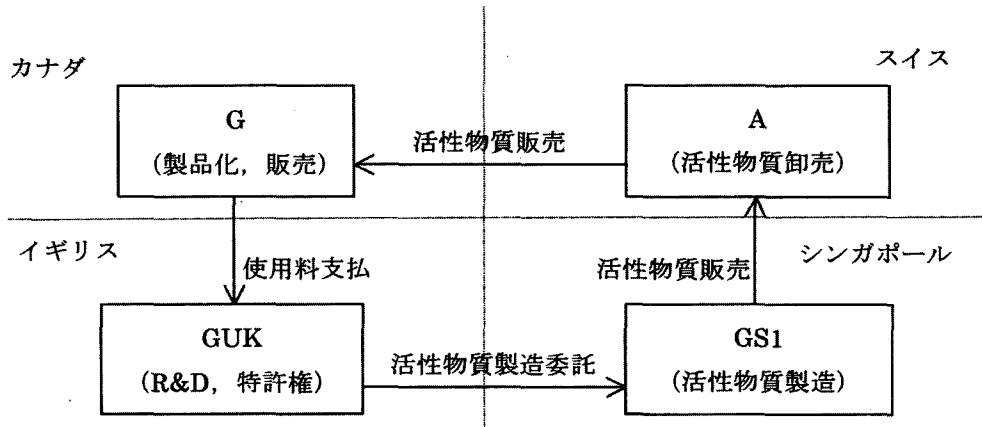 カナダ
スイス
G
(製品化，販売)
活性物質販売
A
(活性物質卸売)
イギリス
シンガポール
使用料支払
活性物質販売
GUK
(R&D，特許権)
活性物質製造委託
GS1
(活性物質製造)